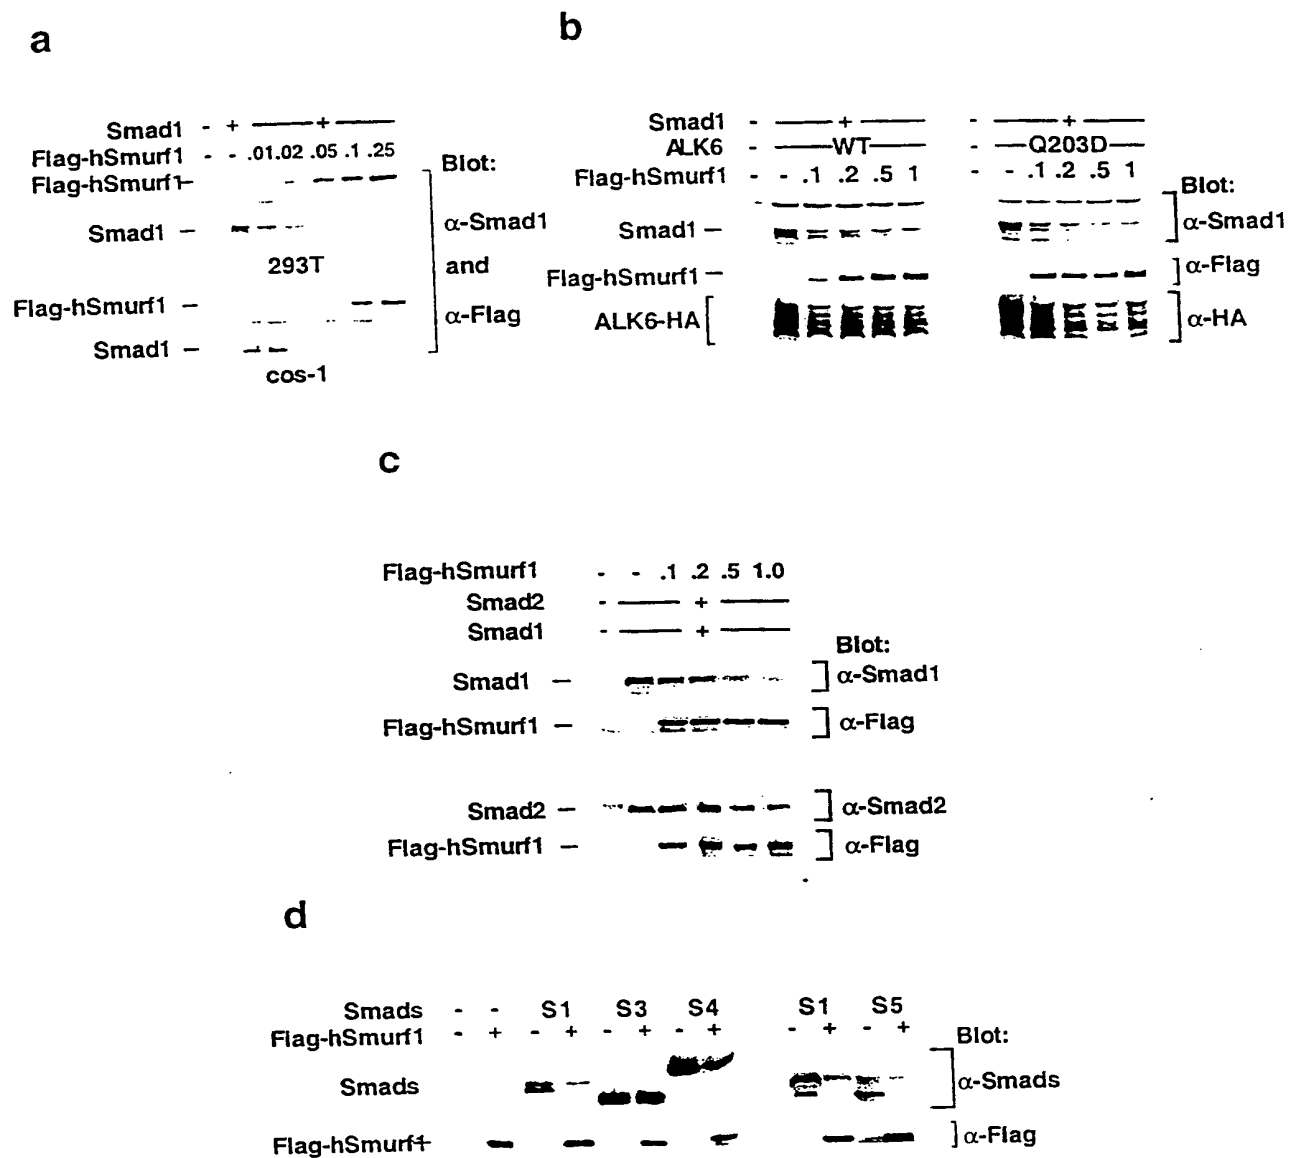 a
Smad1 - + +
Flag-hSmurf1 - - .01 .02 .05 .1 .25
Flag-hSmurf1
Blot:
Smad1
α-Smad1
293T
and
Flag-hSmurf1
α-Flag
Smad1
cos-1
b
Smad1 - + - +
ALK6 - WT - Q203D
Flag-hSmurf1 - - .1 .2 .5 1 - - .1 .2 .5 1
Blot:
Smad1
α-Smad1
Flag-hSmurf1
α-Flag
ALK6-HA
α-HA
c
Flag-hSmurf1 - - .1 .2 .5 1.0
Smad2 - +
Smad1 - +
Blot:
Smad1
α-Smad1
Flag-hSmurf1
α-Flag
Smad2
α-Smad2
Flag-hSmurf1
α-Flag
d
Smads - - S1 S3 S4 S1 S5
Flag-hSmurf1 - + - + - + - + - + - +
Blot:
Smads
α-Smads
Flag-hSmurf1
α-Flag